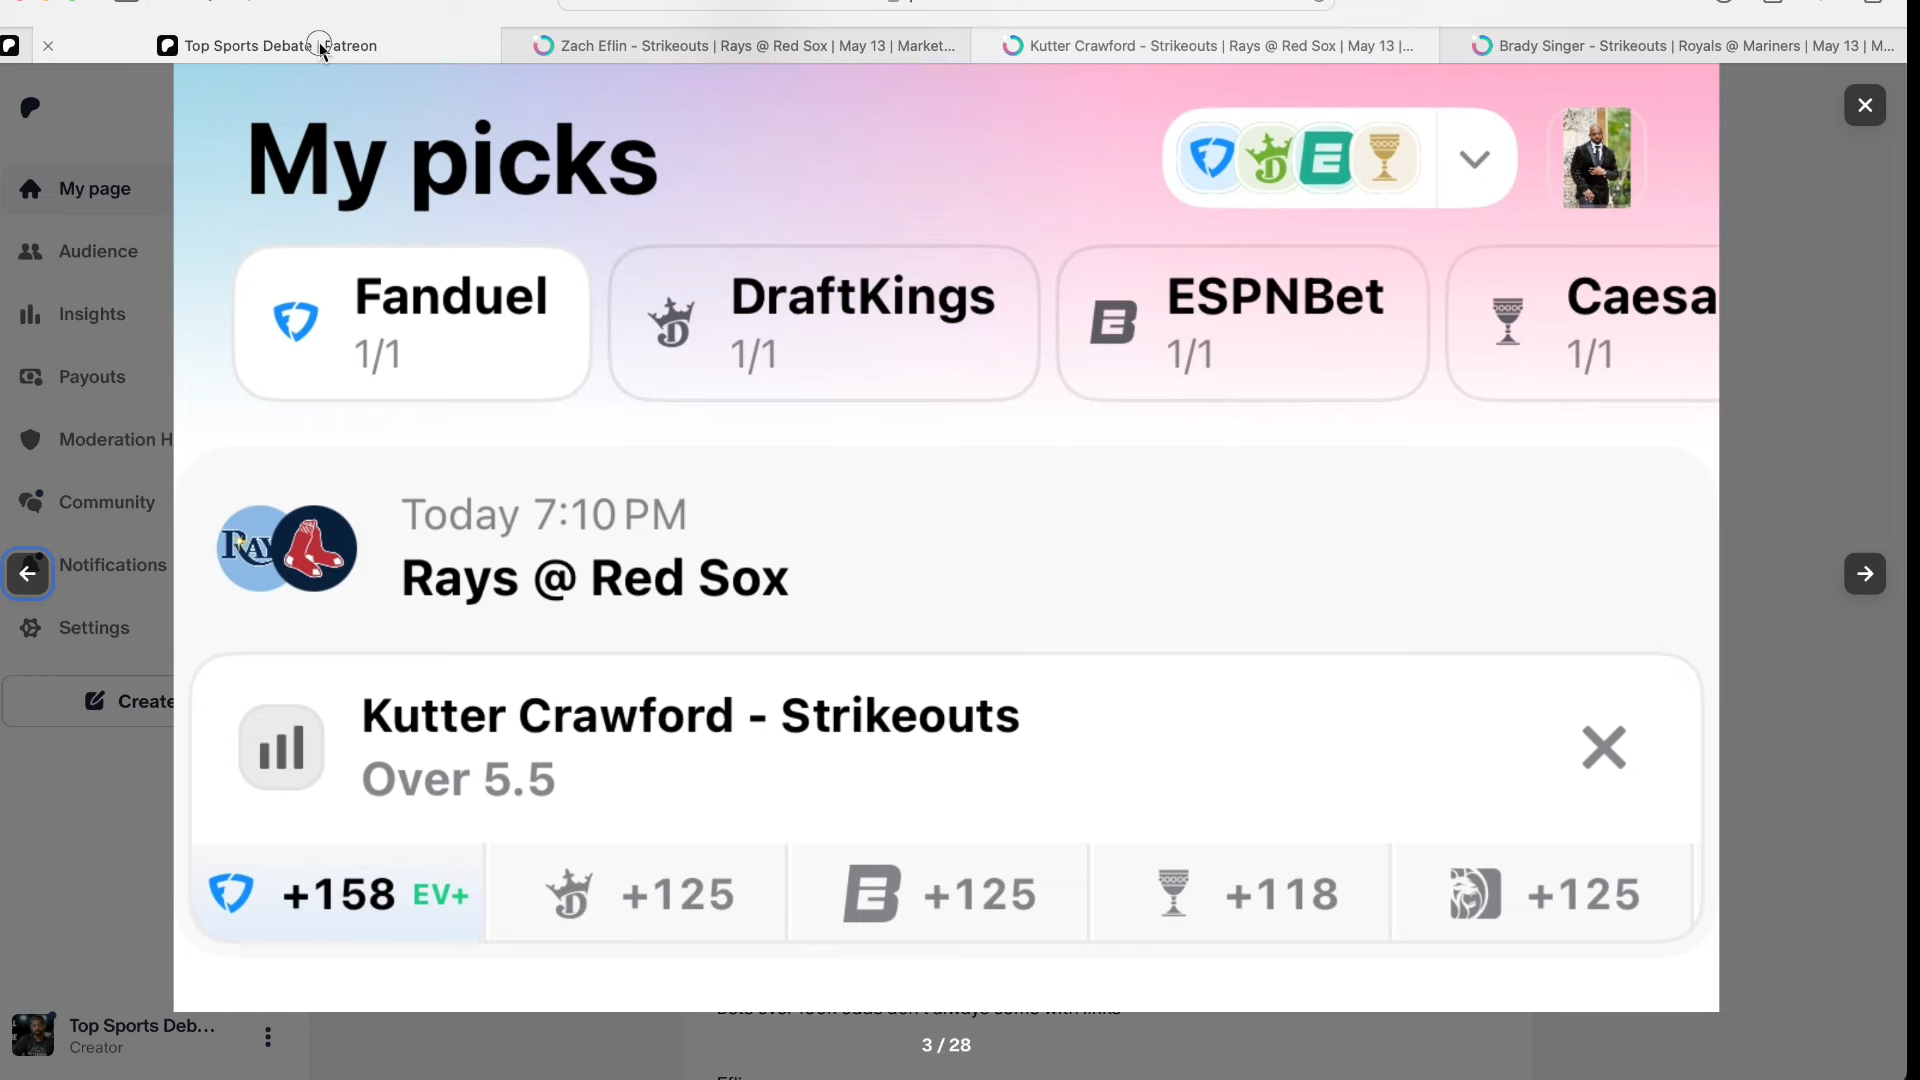 Top Sports Debate | Patreon
Zach Eflin - Strikeouts | Rays @ Red Sox | May 13 | Market...
Kutter Crawford - Strikeouts | Rays @ Red Sox | May 13 |...
Brady Singer - Strikeouts | Royals @ Mariners | May 13 | M...
My page
Audience
Insights
Payouts
Moderation H
Community
Notifications
Settings
Create
Top Sports Deb...
Creator
My picks
Fanduel
1/1
DraftKings
1/1
ESPNBet
1/1
Caesa
1/1
RAY
Today 7:10 PM
Rays @ Red Sox
Kutter Crawford - Strikeouts
Over 5.5
+158 EV+
+125
+125
+118
+125
3 / 28